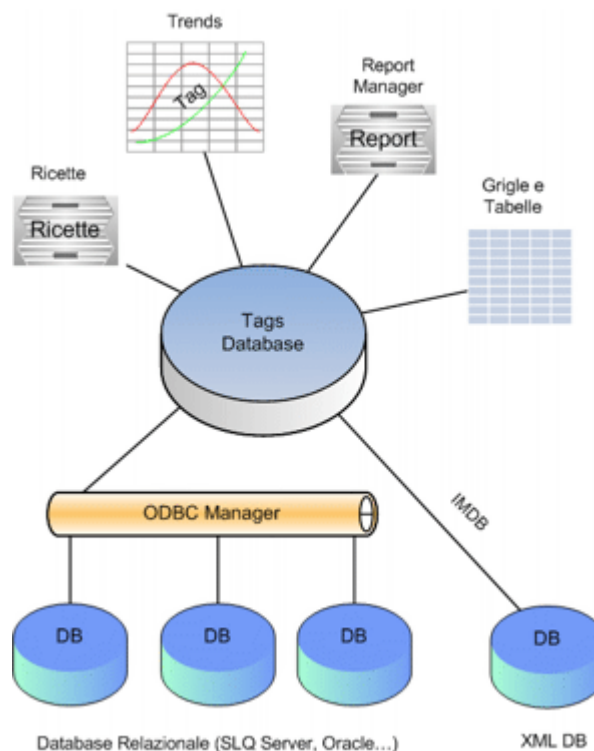 Trends
Tag
Report
Manager
Report
Ricette
Ricette
Grigle e
Tabelle
Tags
Database
ODBC Manager
IMDB
DB
DB
DB
DB
Database Relazionale (SLQ Server, Oracle...)
XML DB